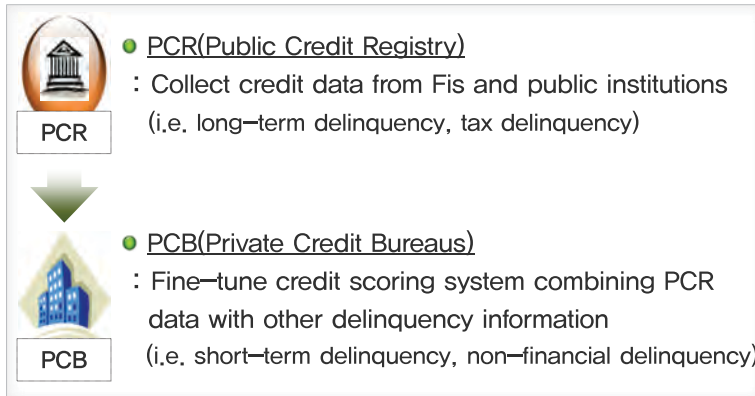 PCR(Public Credit Registry)
: Collect credit data from Fis and public institutions
(i.e. long-term delinquency, tax delinquency)
PCR
PCB(Private Credit Bureaus)
: Fine-tune credit scoring system combining PCR
data with other delinquency information
(i.e. short-term delinquency, non-financial delinquency)
PCB